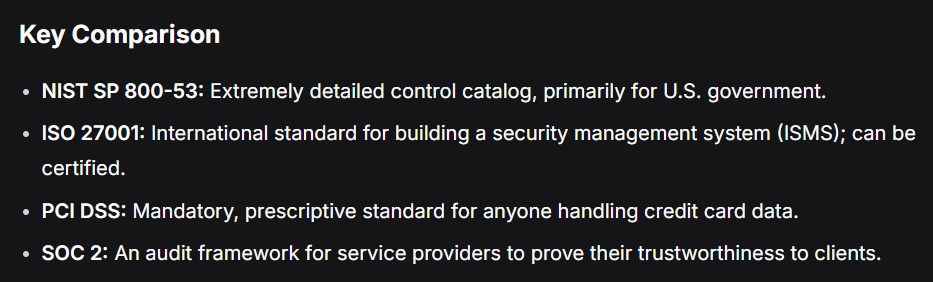 Key Comparison
• NIST SP 800-53: Extremely detailed control catalog, primarily for U.S. government.
• ISO 27001: International standard for building a security management system (ISMS); can be
certified.
• PCI DSS: Mandatory, prescriptive standard for anyone handling credit card data.
• SOC 2: An audit framework for service providers to prove their trustworthiness to clients.